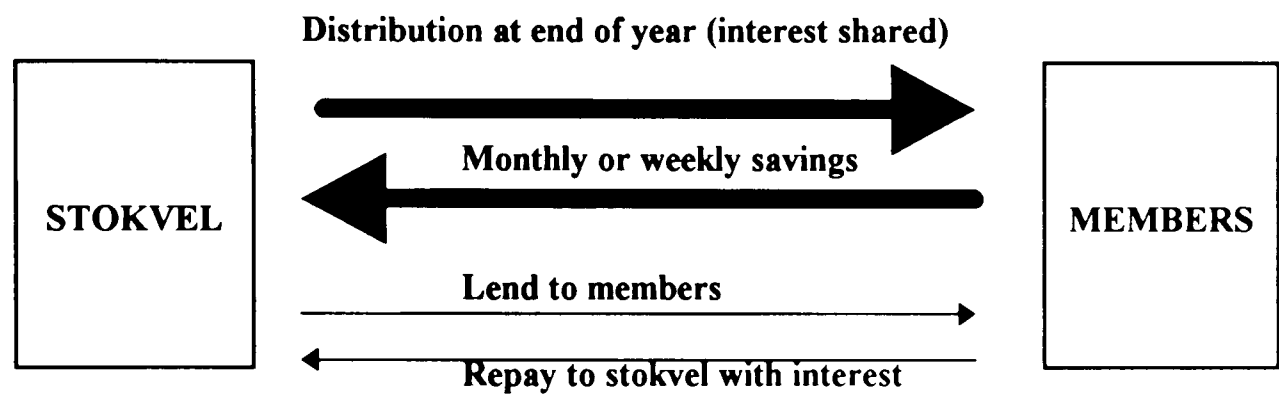 Distribution at end of year (interest shared)
Monthly or weekly savings
STOKVEL
MEMBERS
Lend to members
Repay to stokvel with interest